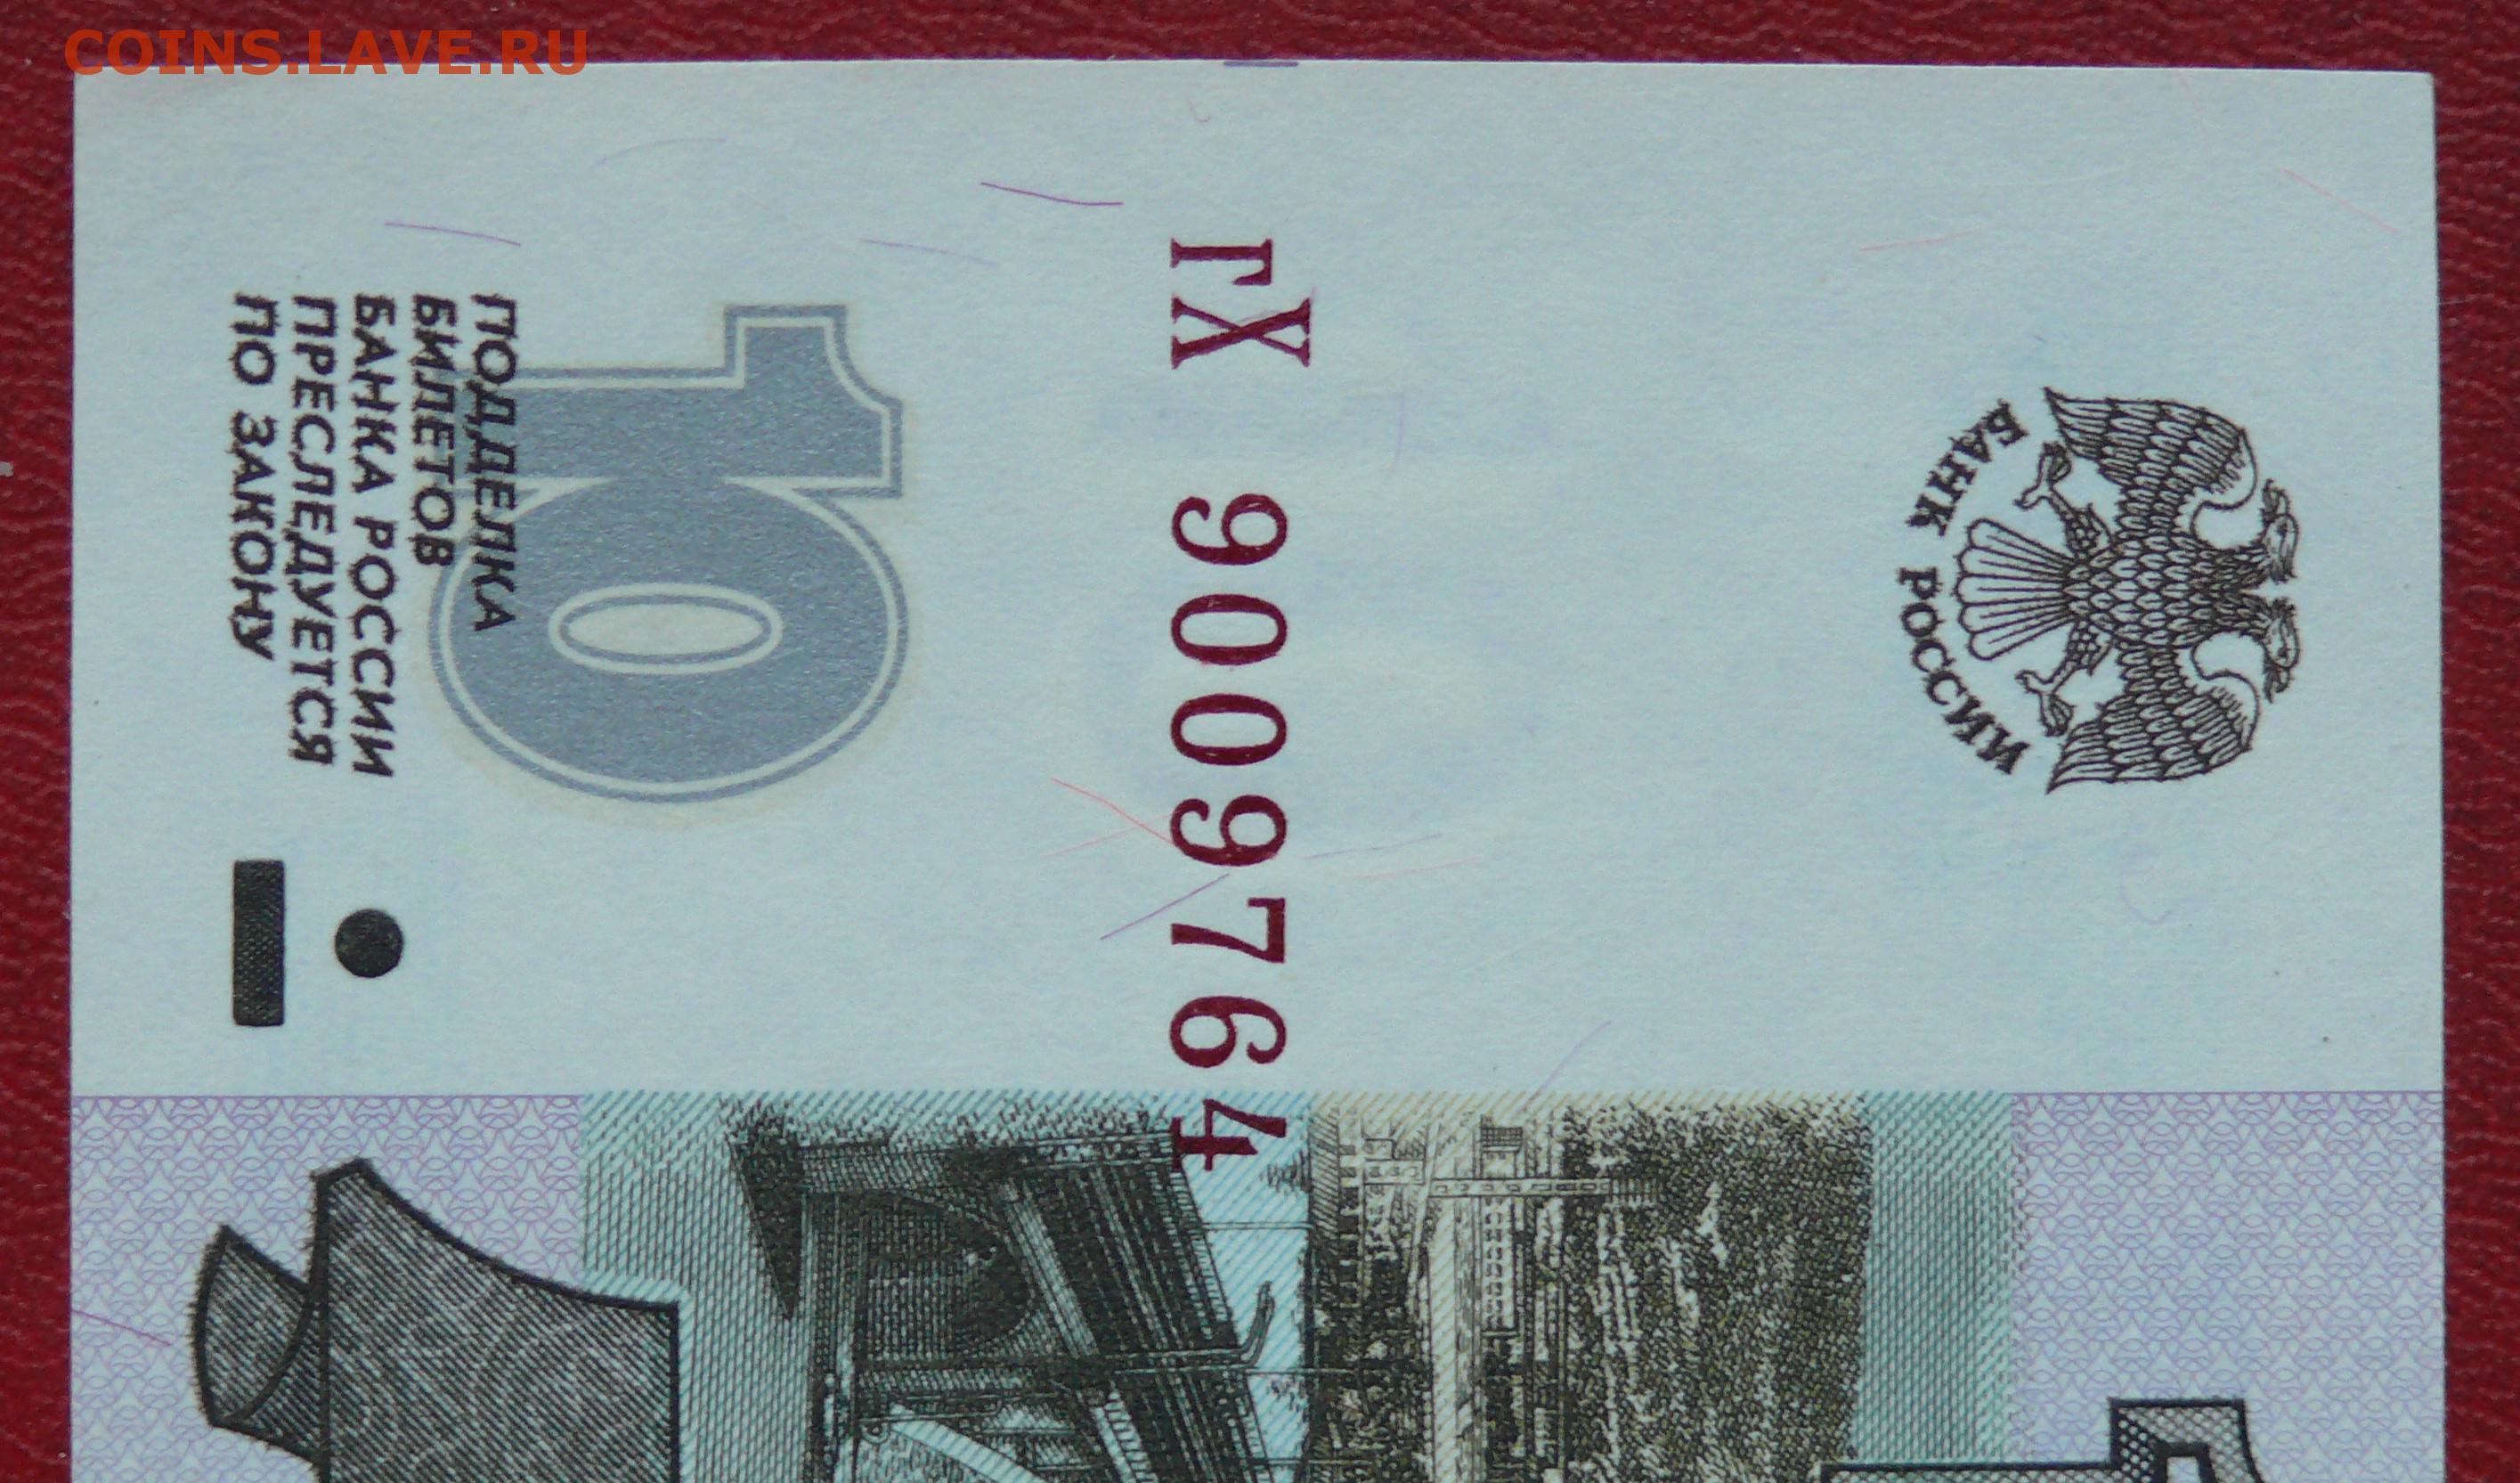 COINS.LAVE.RU
БАНК РОССИИ
ГХ 9009764
10
ПОДДЕЛКА
БИЛЕТОВ
БАНКА РОССИИ
ПРЕСЛЕДУЕТСЯ
ПО ЗАКОНУ